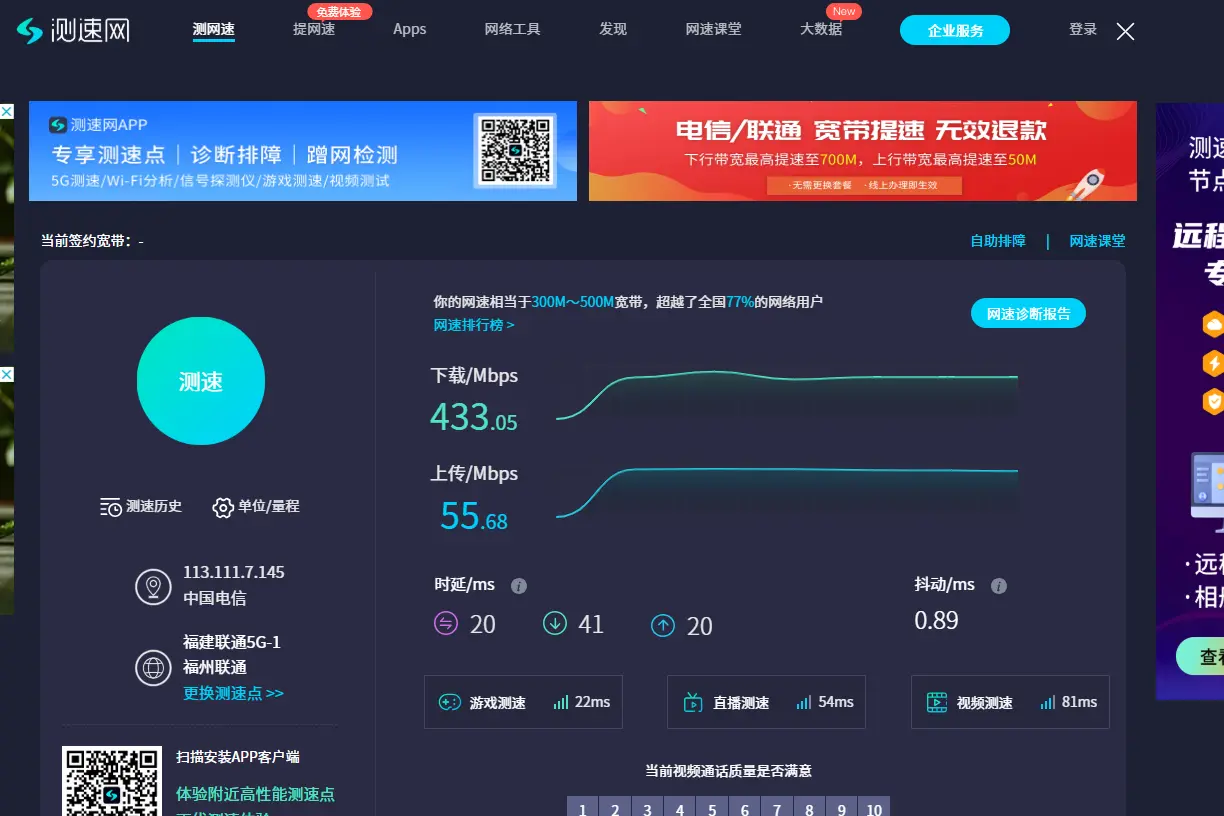 测速网
测网速
免费体验
提网速
Apps
网络工具
发现
网速课堂
New
大数据
企业服务
登录
测速网APP
专享测速点｜诊断排障｜蹭网检测
5G测速/Wi-Fi分析/信号探测仪/游戏测速/视频测试
电信/联通 宽带提速 无效退款
下行带宽最高提速至700M，上行带宽最高提速至50M
·无需更换套餐 ·线上办理即生效
测速
节点
远程
专
·远程
·相册
查看
当前签约宽带：-
自助排障 | 网速课堂
测速
测速历史
单位/量程
113.111.7.145
中国电信
福建联通5G-1
福州联通
更换测速点 >>
扫描安装APP客户端
体验附近高性能测速点
你的网速相当于300M～500M宽带，超越了全国77%的网络用户
网速排行榜 >
网速诊断报告
下载/Mbps
433.05
上传/Mbps
55.68
时延/ms
20 41 20
抖动/ms
0.89
游戏测速 22ms
直播测速 54ms
视频测速 81ms
当前视频通话质量是否满意
1 2 3 4 5 6 7 8 9 10